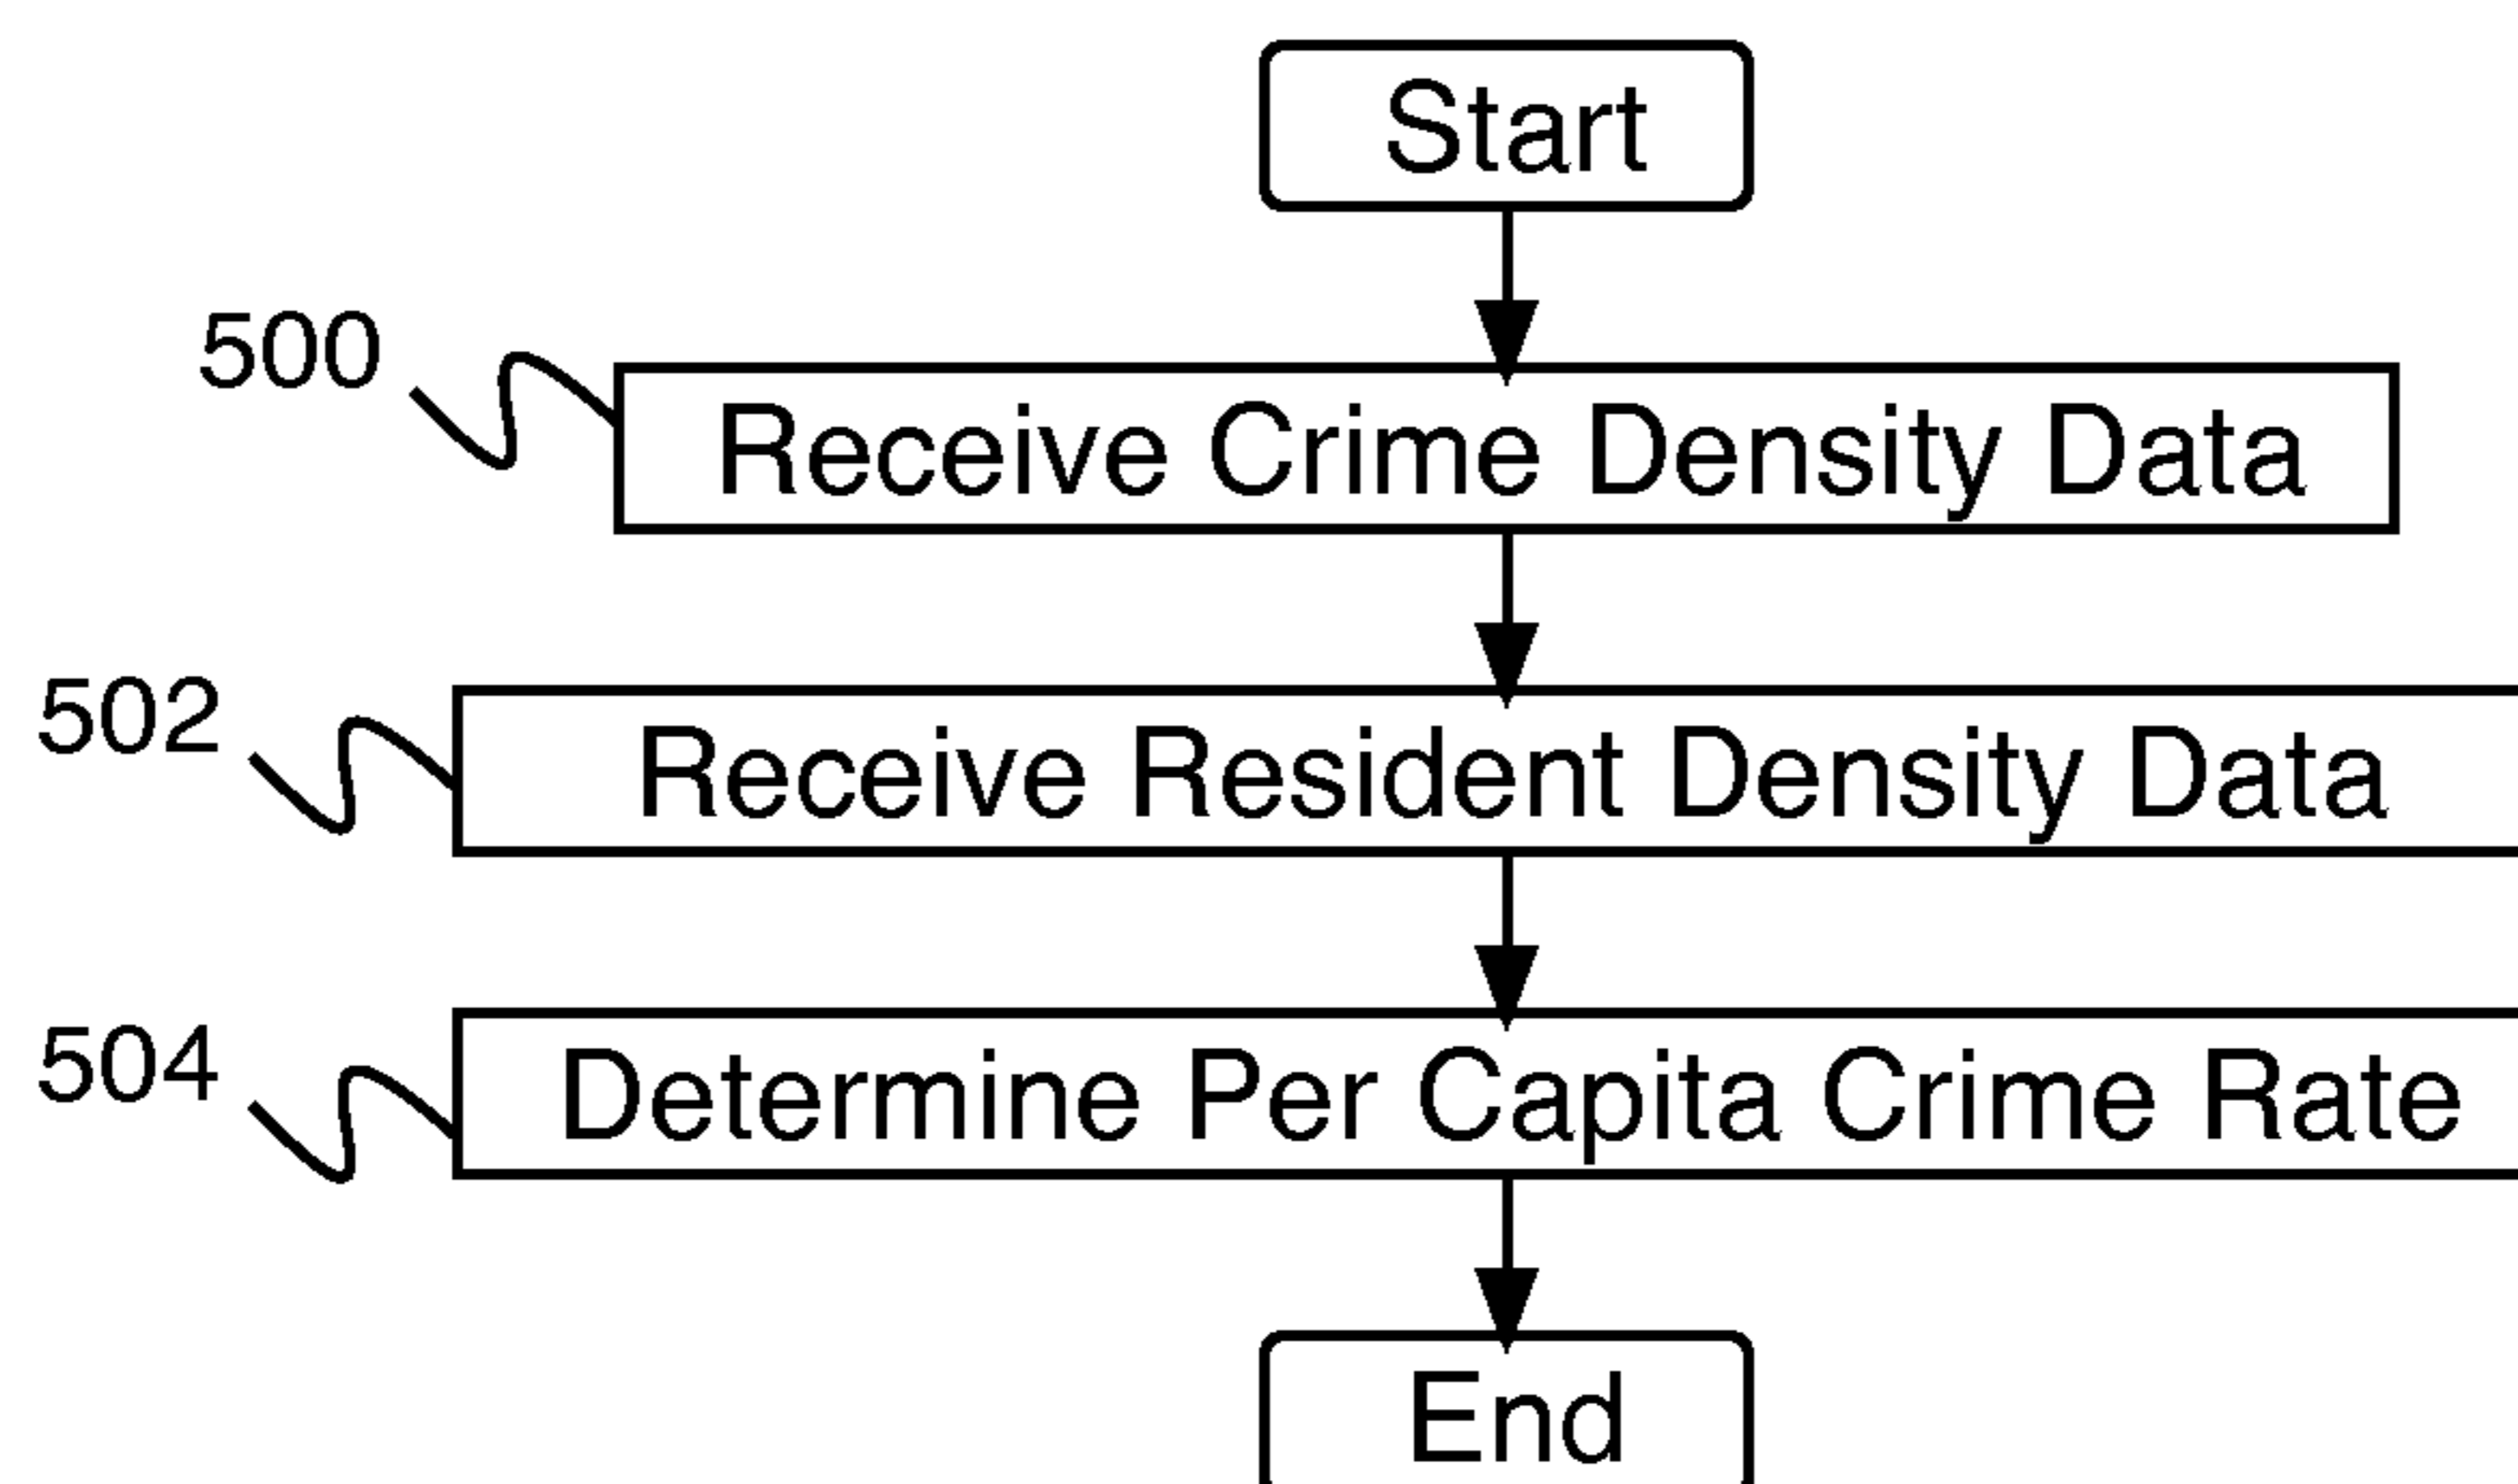 Start
500
Receive Crime Density Data
502
Receive Resident Density Data
504
Determine Per Capita Crime Rate
End